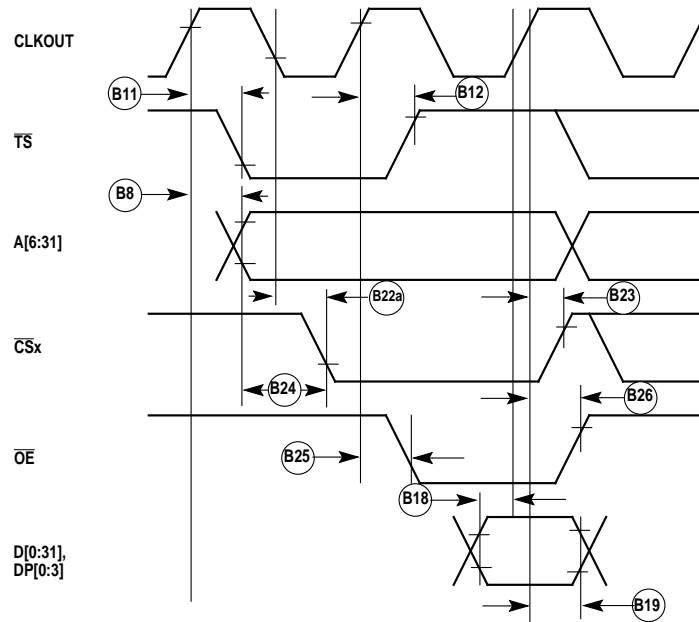 CLKOUT
B11
B12
TS
B8
A[6:31]
B22a
B23
CSx
B24
B26
OE
B25
B18
D[0:31],
DP[0:3]
B19